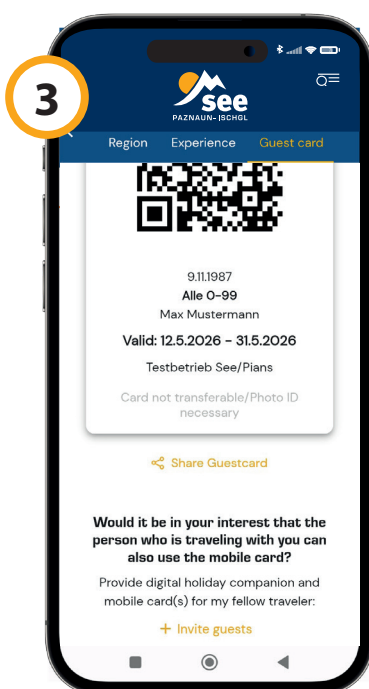 3
see
PAZNAUN - ISCHGL
Region Experience Guest card
9.11.1987
Alle 0-99
Max Mustermann
Valid: 12.5.2026 - 31.5.2026
Testbetrieb See/Pians
Card not transferable/Photo ID
necessary
Share Guestcard
Would it be in your interest that the
person who is traveling with you can
also use the mobile card?
Provide digital holiday companion and
mobile card(s) for my fellow traveler:
+ Invite guests